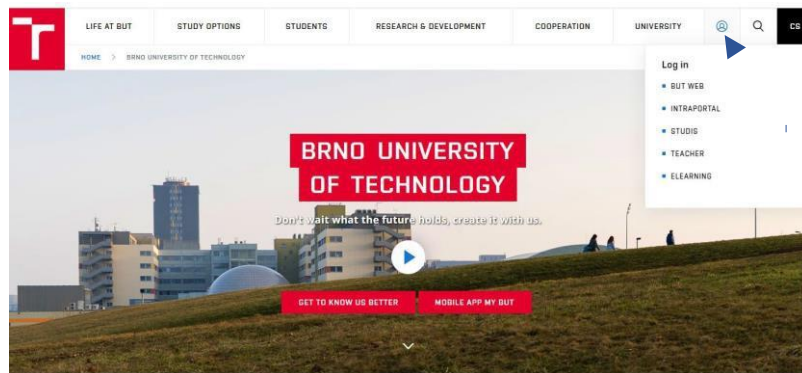 LIFE AT BUT STUDY OPTIONS STUDENTS RESEARCH & DEVELOPMENT COOPERATION UNIVERSITY CS
HOME > BRNO UNIVERSITY OF TECHNOLOGY
Log in
BUT WEB
INTRAPORTAL
STUDIS
TEACHER
ELEARNING
BRNO UNIVERSITY
OF TECHNOLOGY
Don't wait what the future holds, create it with us.
GET TO KNOW US BETTER MOBILE APP MY BUT